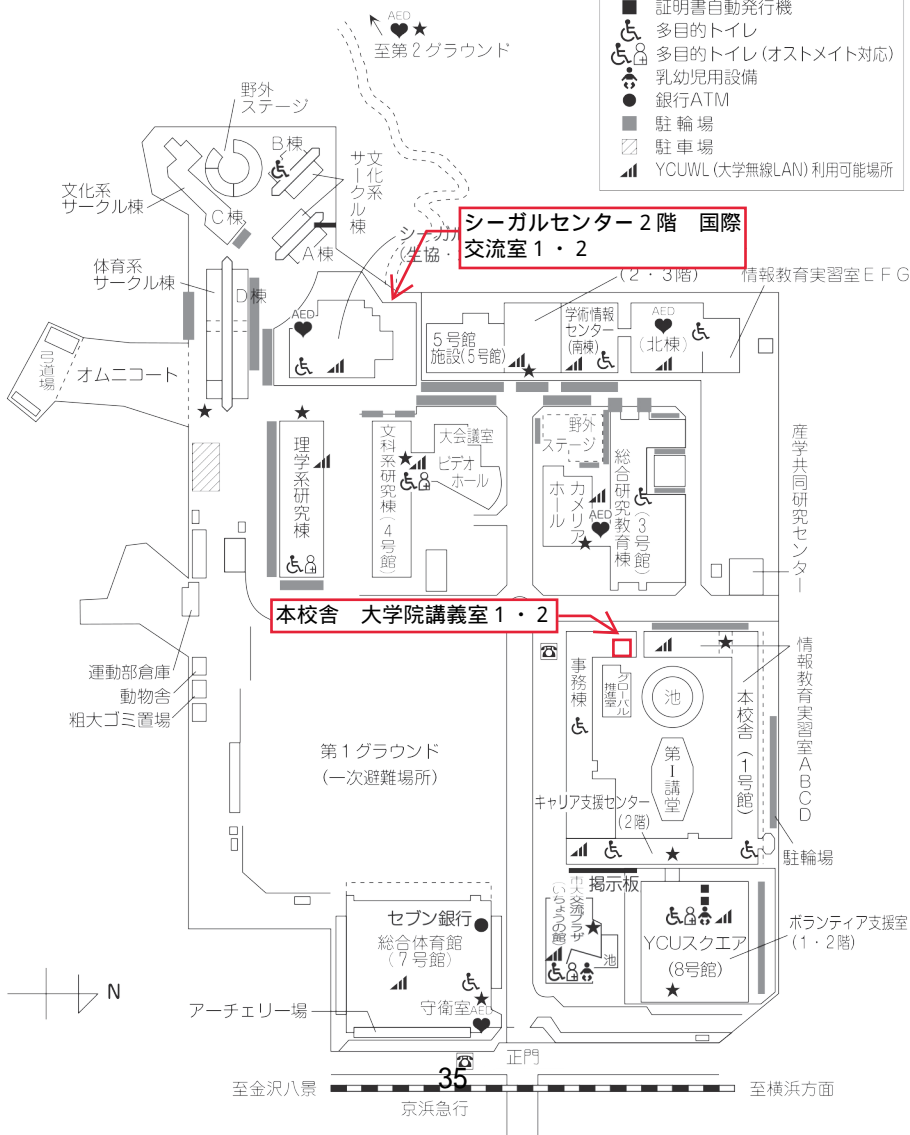 証明書自動発行機
多目的トイレ
多目的トイレ(オストメイト対応)
乳幼児用設備
銀行ATM
駐輪場
駐車場
YCUWL(大学無線LAN)利用可能場所
AED
至第2グラウンド
野外
ステージ
B棟
文化系
サークル棟
文化系
サークル棟
C棟
A棟
シーガルセンター2階 国際
交流室1・2
シーガル
(生協・
体育系
サークル棟
D棟
(2・3階)
情報教育実習室EFG
AED
5号館
施設(5号館)
学術情報
センター
(南棟)
AED
(北棟)
弓道場
オムニコート
理学系研究棟
文科系研究棟(4号館)
大会議室
ビデオ
ホール
野外
ステージ
カメリア
ホール
AED
総合研究教育棟
(3号館)
産学共同研究センター
本校舎 大学院講義室1・2
運動部倉庫
動物舎
粗大ゴミ置場
事務棟
グローバル
推進室
池
第1講堂
本校舎(1号館)
情報教育実習室ABCD
第1グラウンド
(一次避難場所)
キャリア支援センター
(2階)
駐輪場
掲示板
市大交流プラザ
(いちょうの館)
池
YCUスクエア
(8号館)
ボランティア支援室
(1・2階)
セブン銀行
総合体育館
(7号館)
守衛室
AED
N
アーチェリー場
正門
35
至金沢八景
至横浜方面
京浜急行